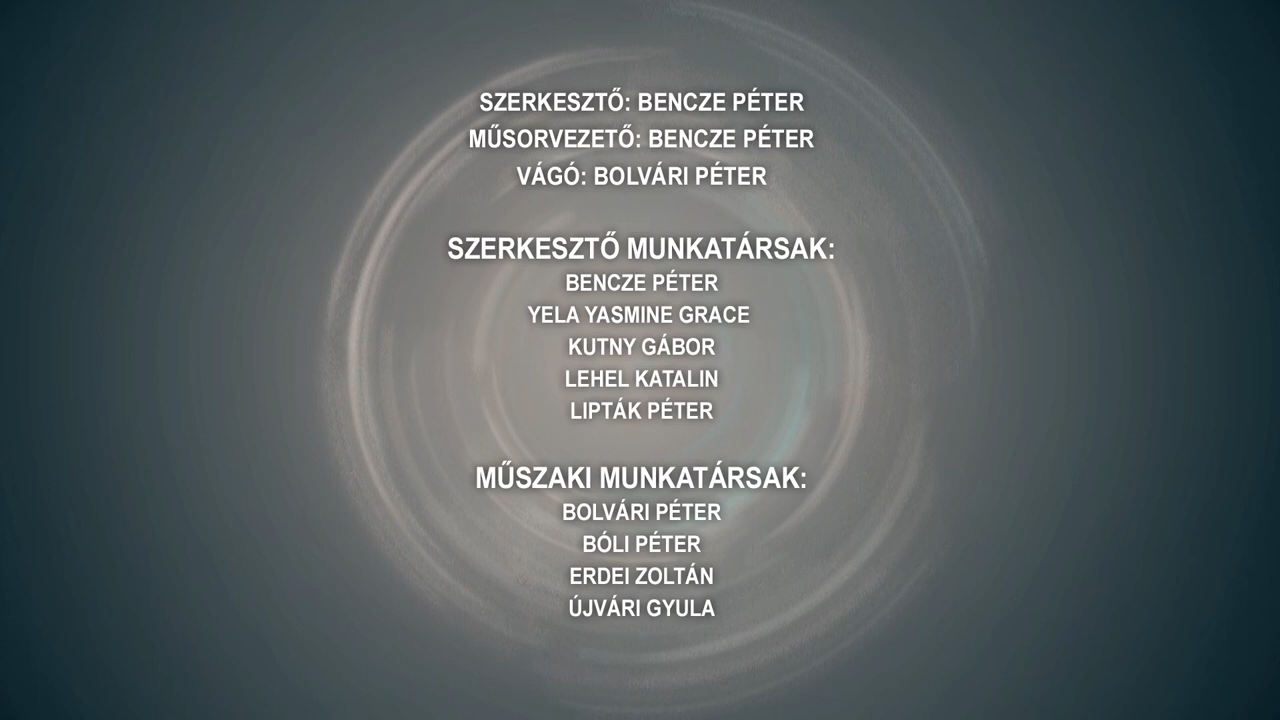 SZERKESZTŐ: BENCZE PÉTER
MŰSORVEZETŐ: BENCZE PÉTER
VÁGÓ: BOLVÁRI PÉTER
SZERKESZTŐ MUNKATÁRSAK:
BENCZE PÉTER
YELA YASMINE GRACE
KUTNY GÁBOR
LEHEL KATALIN
LIPTÁK PÉTER
MŰSZAKI MUNKATÁRSAK:
BOLVÁRI PÉTER
BÓLI PÉTER
ERDEI ZOLTÁN
ÚJVÁRI GYULA